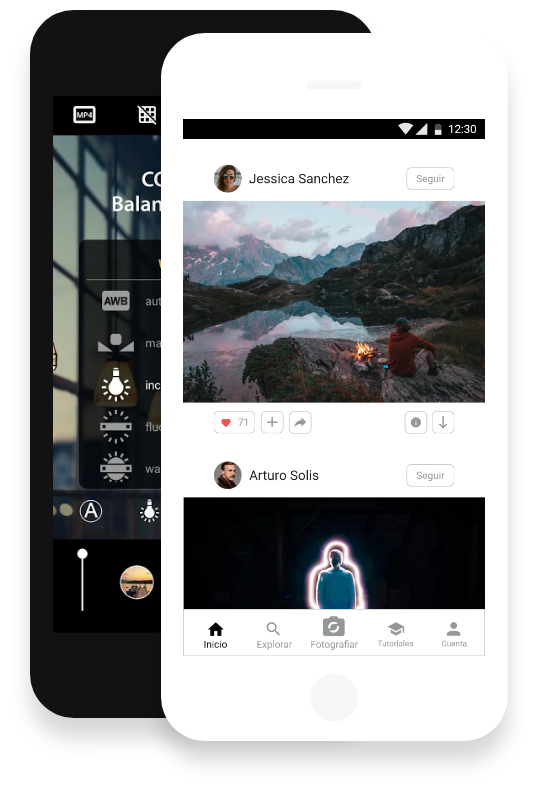 MP4
CO
Balan
AWB
aut
ma
inc
fluo
wa
A
12:30
Jessica Sanchez
Seguir
71
Arturo Solis
Seguir
Inicio
Explorar
Fotografiar
Tutoriales
Cuenta